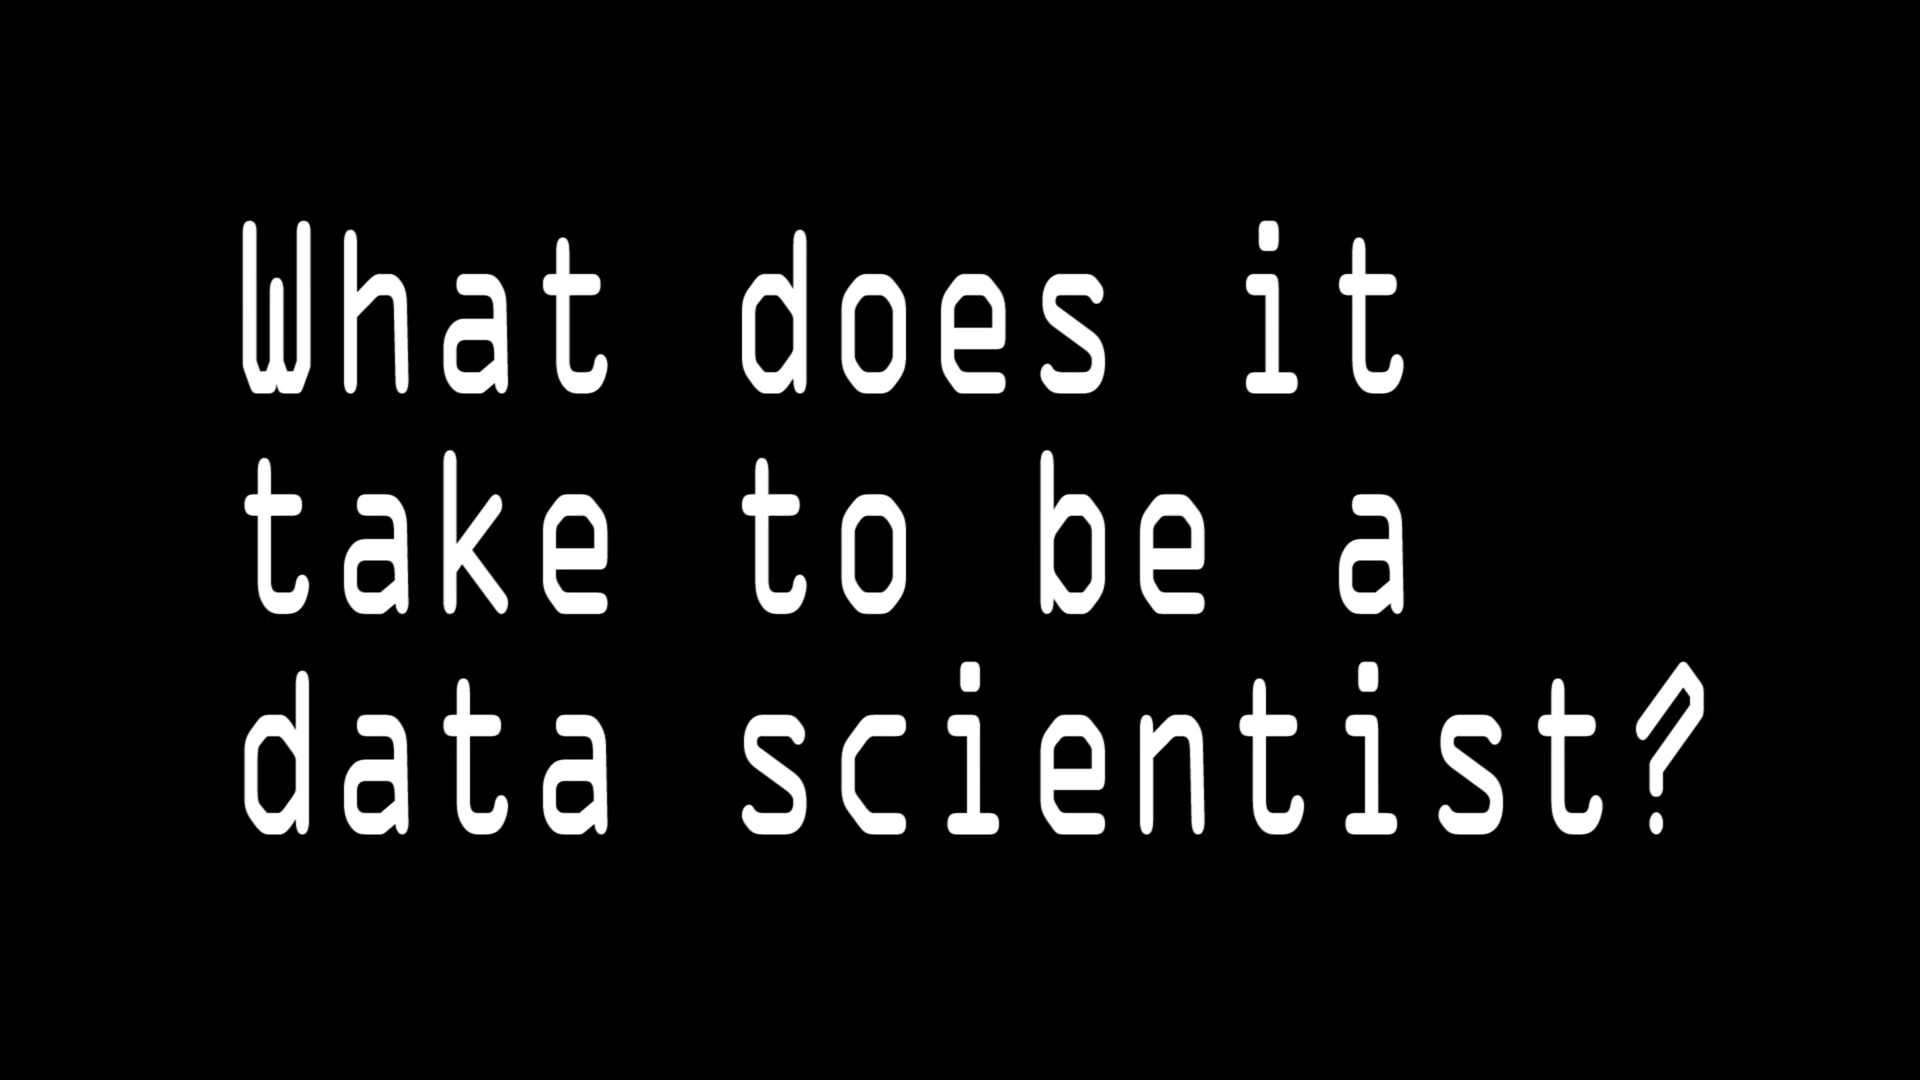 What does it
take to be a
data scientist?